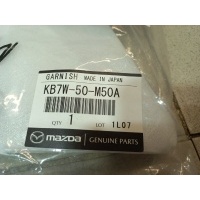 GARNISH MADE IN JAPAN
KB7W-50-M50A
1
QTY LOT 1L07
mazda GENUINE PARTS